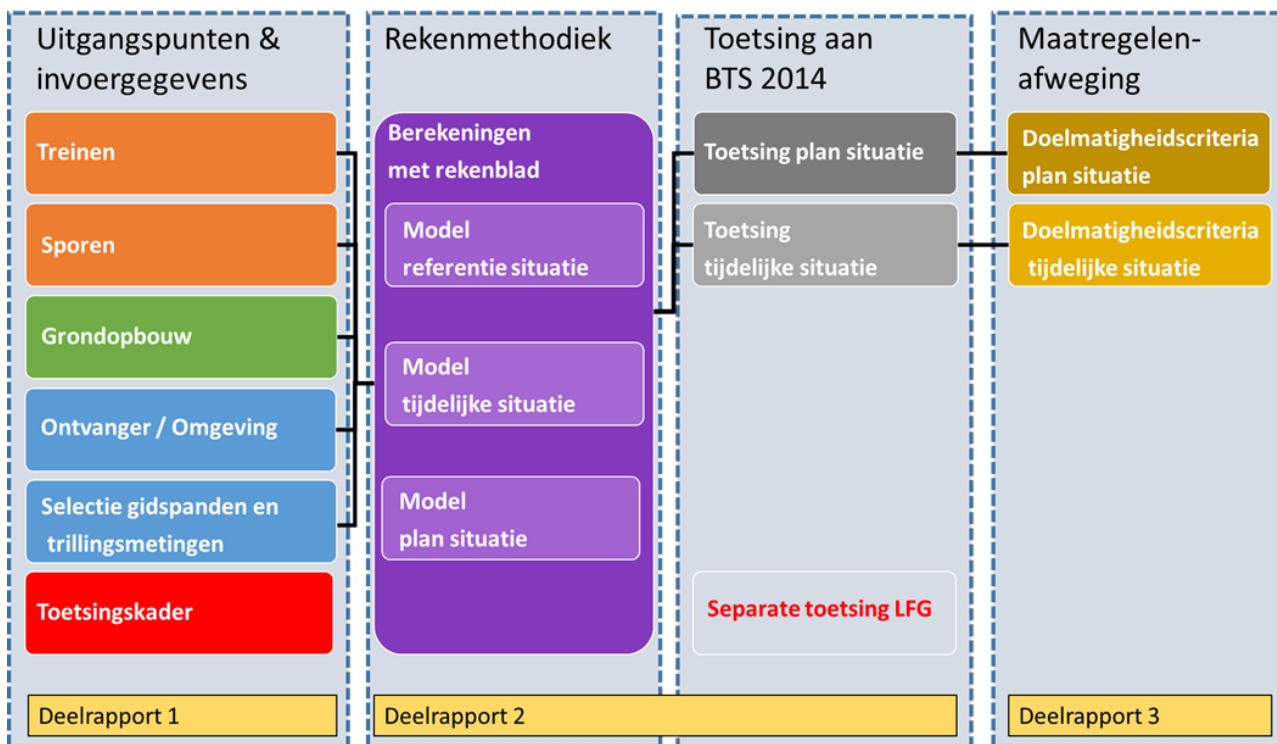 Uitgangspunten &
invoergegevens
Treinen
Sporen
Grondopbouw
Ontvanger / Omgeving
Selectie gidspanden en
trillingsmetingen
Toetsingskader
Deelrapport 1
Rekenmethodiek
Berekeningen
met rekenblad
Model
referentie situatie
Model
tijdelijke situatie
Model
plan situatie
Toetsing aan
BTS 2014
Toetsing plan situatie
Toetsing
tijdelijke situatie
Separate toetsing LFG
Deelrapport 2
Maatregelen-
afweging
Doelmatigheidscriteria
plan situatie
Doelmatigheidscriteria
tijdelijke situatie
Deelrapport 3